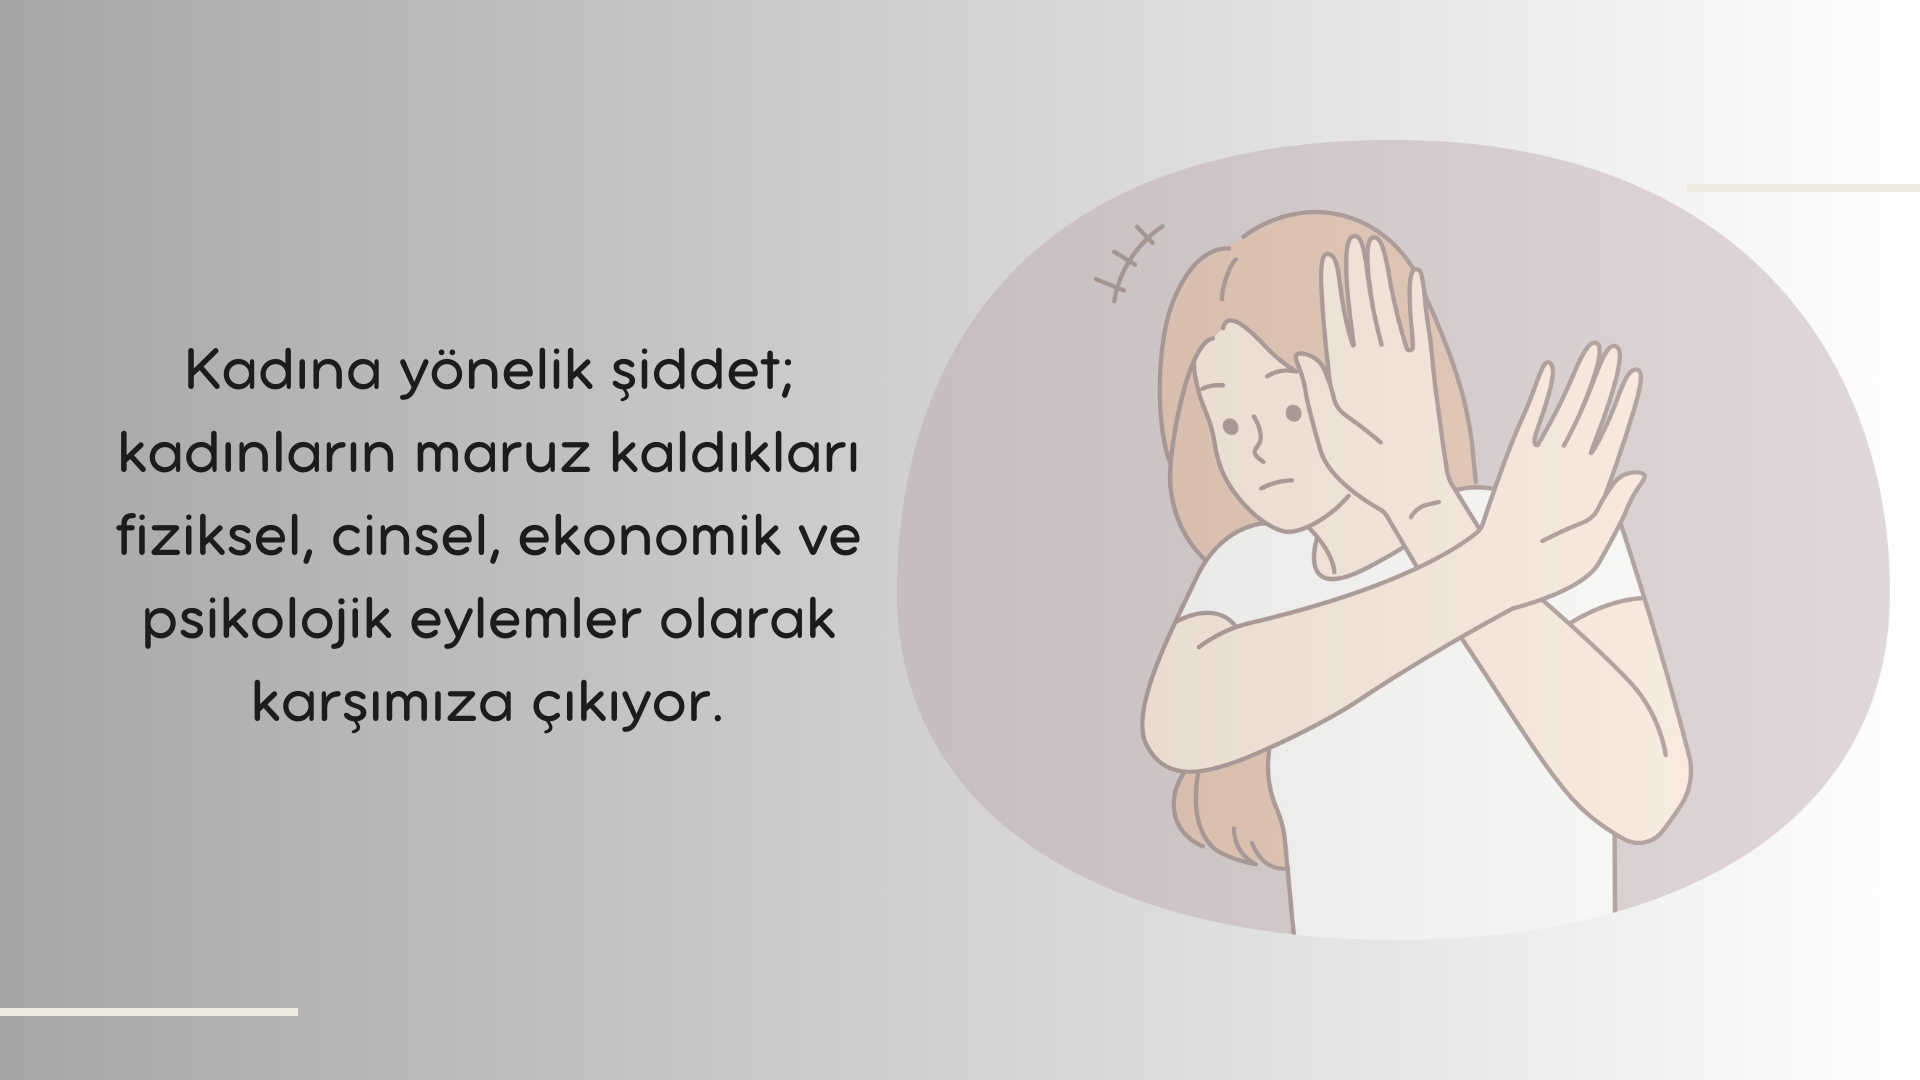 Kadına yönelik şiddet;
kadınların maruz kaldıkları
fiziksel, cinsel, ekonomik ve
psikolojik eylemler olarak
karşımıza çıkıyor.